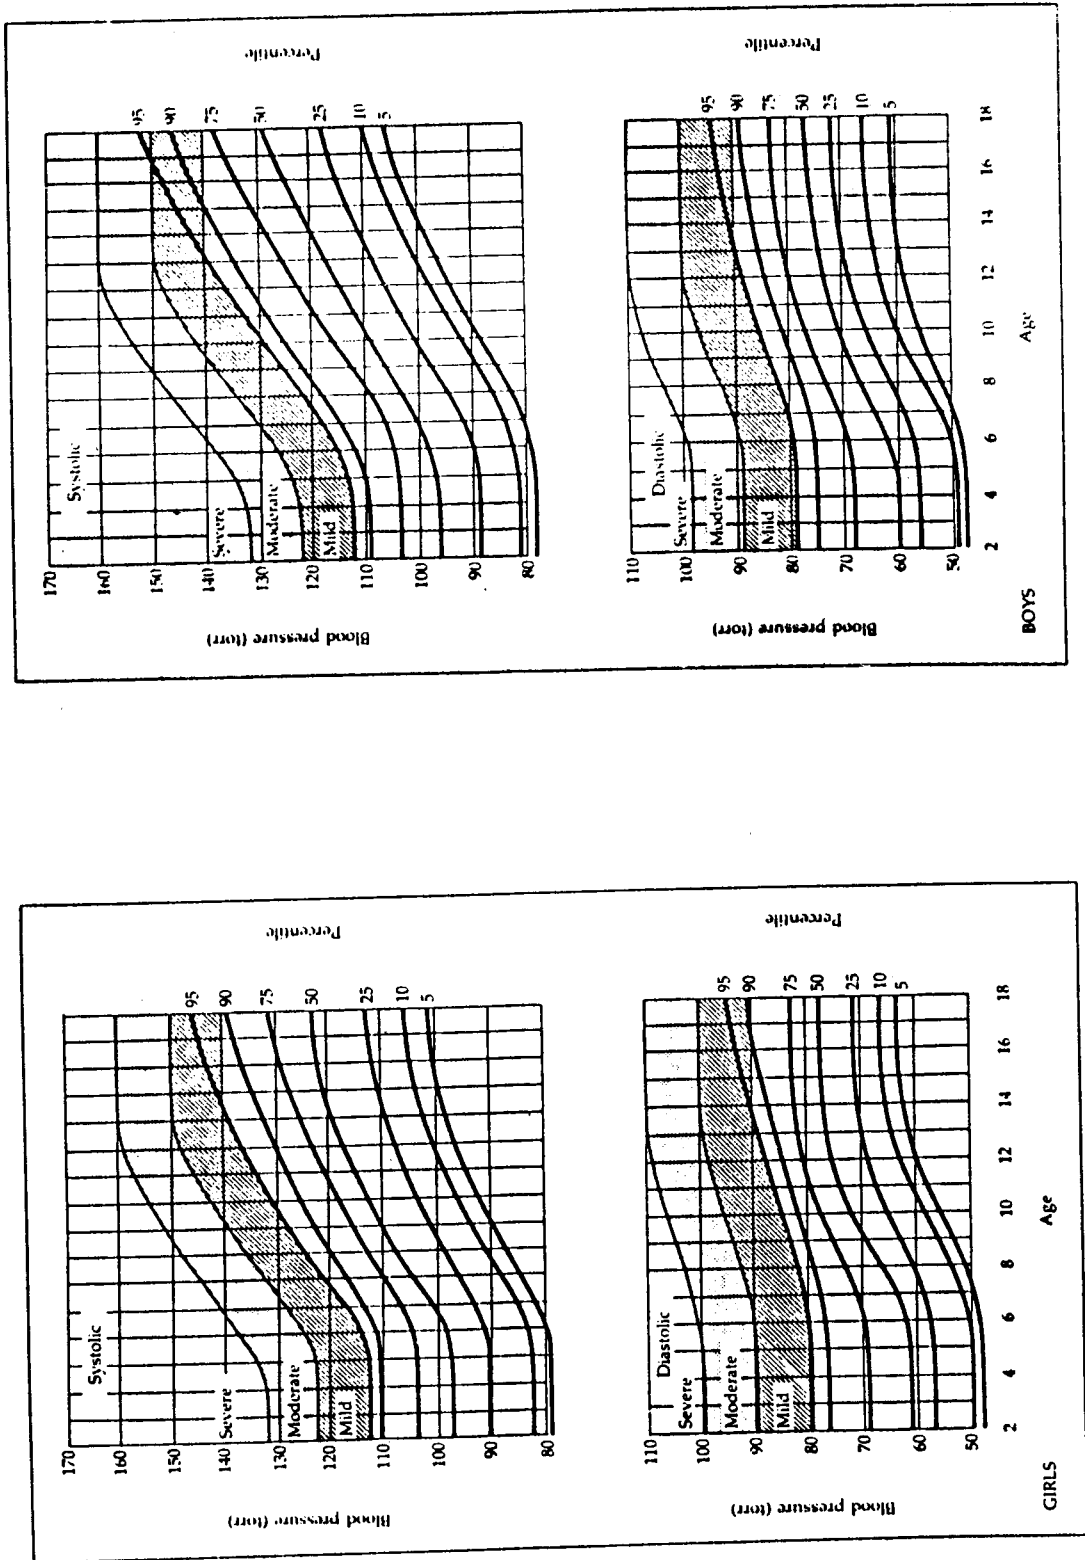 Systolic
170
160
150
140
130
120
110
100
90
80
Severe
Moderate
Mild
95
90
75
50
25
10
5
Blood pressure (torr)
Percentile
Diastolic
110
100
90
80
70
60
50
Severe
Moderate
Mild
95
90
75
50
25
10
5
Blood pressure (torr)
Percentile
2 4 6 8 10 12 14 16 18
GIRLS Age
Systolic
170
160
150
140
130
120
110
100
90
80
Severe
Moderate
Mild
95
90
75
50
25
10
5
Blood pressure (torr)
Percentile
Diastolic
110
100
90
80
70
60
50
Severe
Moderate
Mild
95
90
75
50
25
10
5
Blood pressure (torr)
Percentile
2 4 6 8 10 12 14 16 18
BOYS Age